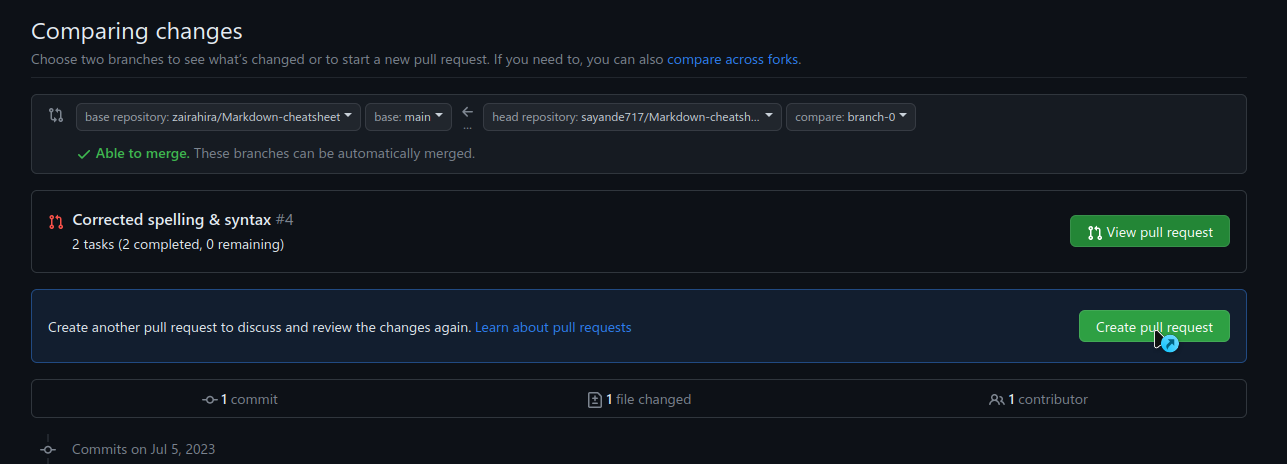 Comparing changes
Choose two branches to see what's changed or to start a new pull request. If you need to, you can also compare across forks.
base repository: zairahira/Markdown-cheatsheet base: main ... head repository: sayande717/Markdown-cheatsh... compare: branch-0
Able to merge. These branches can be automatically merged.
Corrected spelling & syntax #4
2 tasks (2 completed, 0 remaining)
View pull request
Create another pull request to discuss and review the changes again. Learn about pull requests
Create pull request
1 commit 1 file changed 1 contributor
Commits on Jul 5, 2023